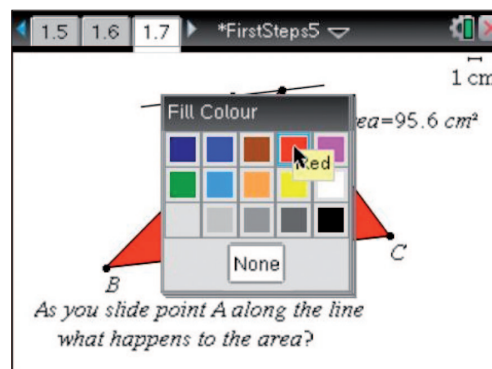 1.5 1.6 1.7 *FirstSteps5
1 cm
Fill Colour
ea=95.6 cm²
Red
None
B
C
As you slide point A along the line
what happens to the area?